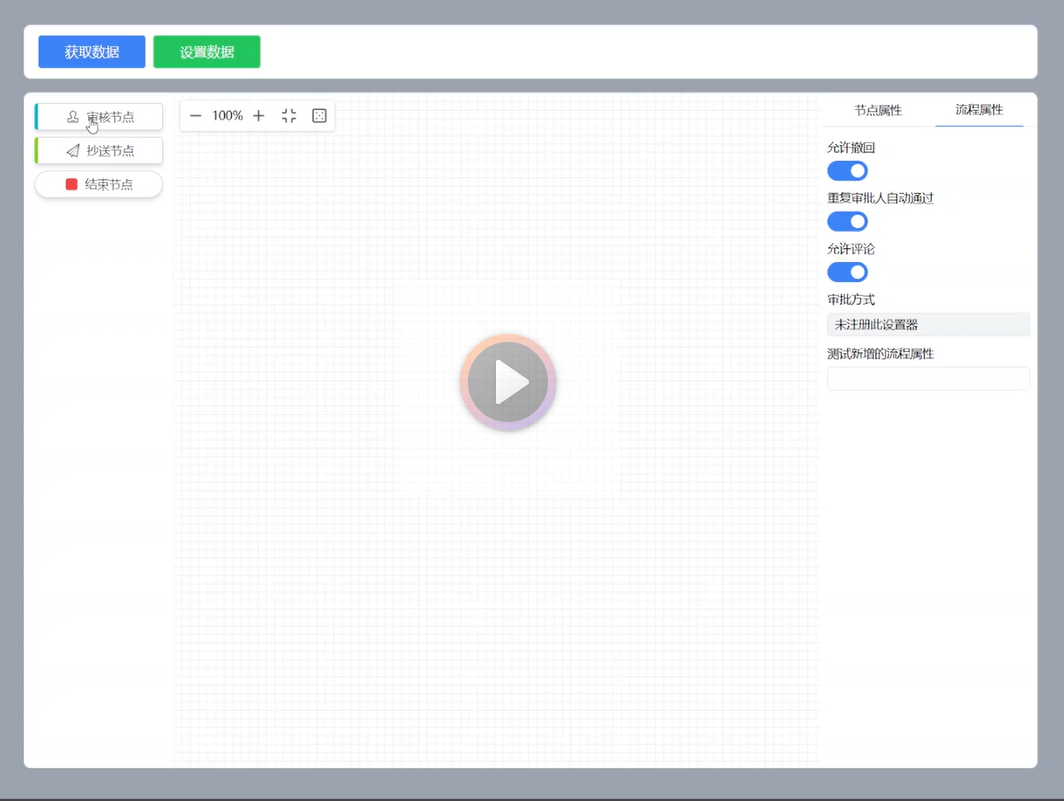 获取数据 设置数据
审核节点
抄送节点
结束节点
100%
节点属性 流程属性
允许撤回
重复审批人自动通过
允许评论
审批方式
未注册此设置器
测试新增的流程属性